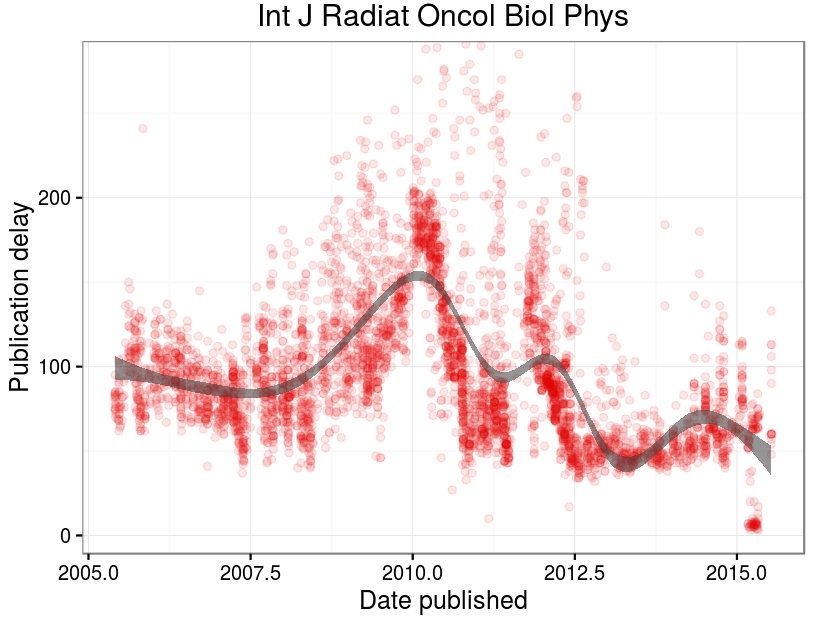 Int J Radiat Oncol Biol Phys
Publication delay
200
100
0
2005.0 2007.5 2010.0 2012.5 2015.0
Date published